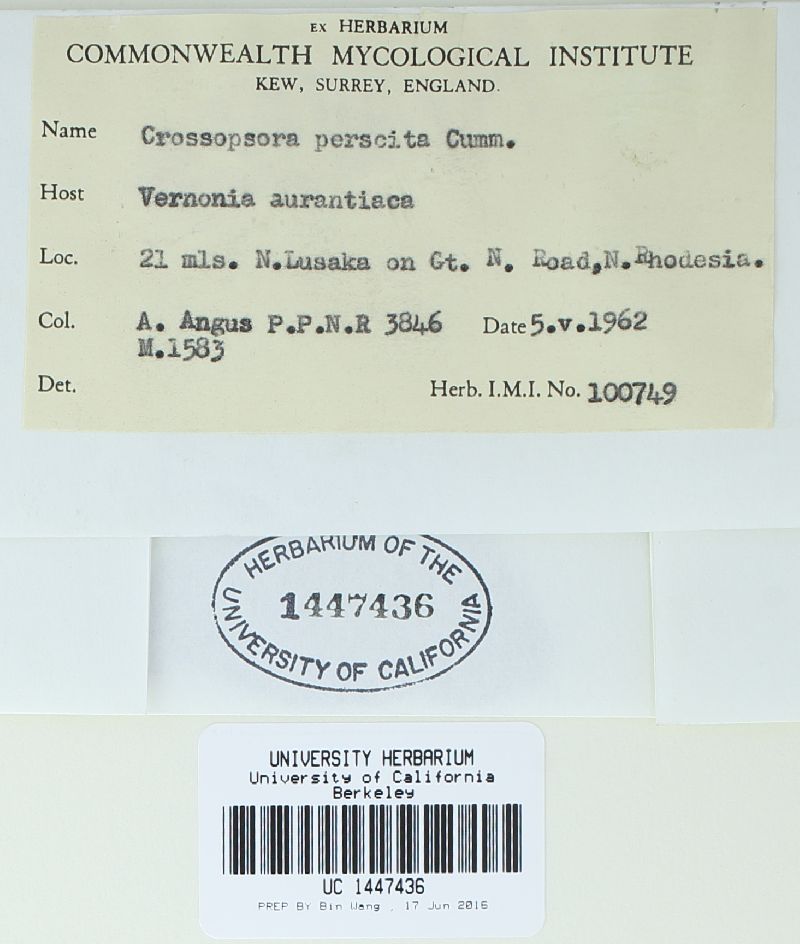 EX HERBARIUM
COMMONWEALTH MYCOLOGICAL INSTITUTE
KEW, SURREY, ENGLAND.
Name Crossopsora perscita Cumm.
Host Vernonia aurantiaca
Loc. 21 mls. N.Lusaka on Gt. N. Road,N.Rhodesia.
Col. A. Angus P.P.N.R 3846 Date 5.v.1962
M.1583
Det. Herb. I.M.I. No. 100749
HERBARIUM OF THE
1447436
UNIVERSITY OF CALIFORNIA
UNIVERSITY HERBARIUM
University of California
Berkeley
UC 1447436
PREP BY Bin Wang , 17 Jun 2016